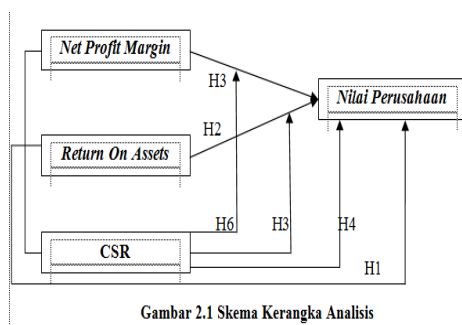 Net Profit Margin
H3
Nilai Perusahaan
H2
Return On Assets
H6
H3
H4
CSR
H1
Gambar 2.1 Skema Kerangka Analisis